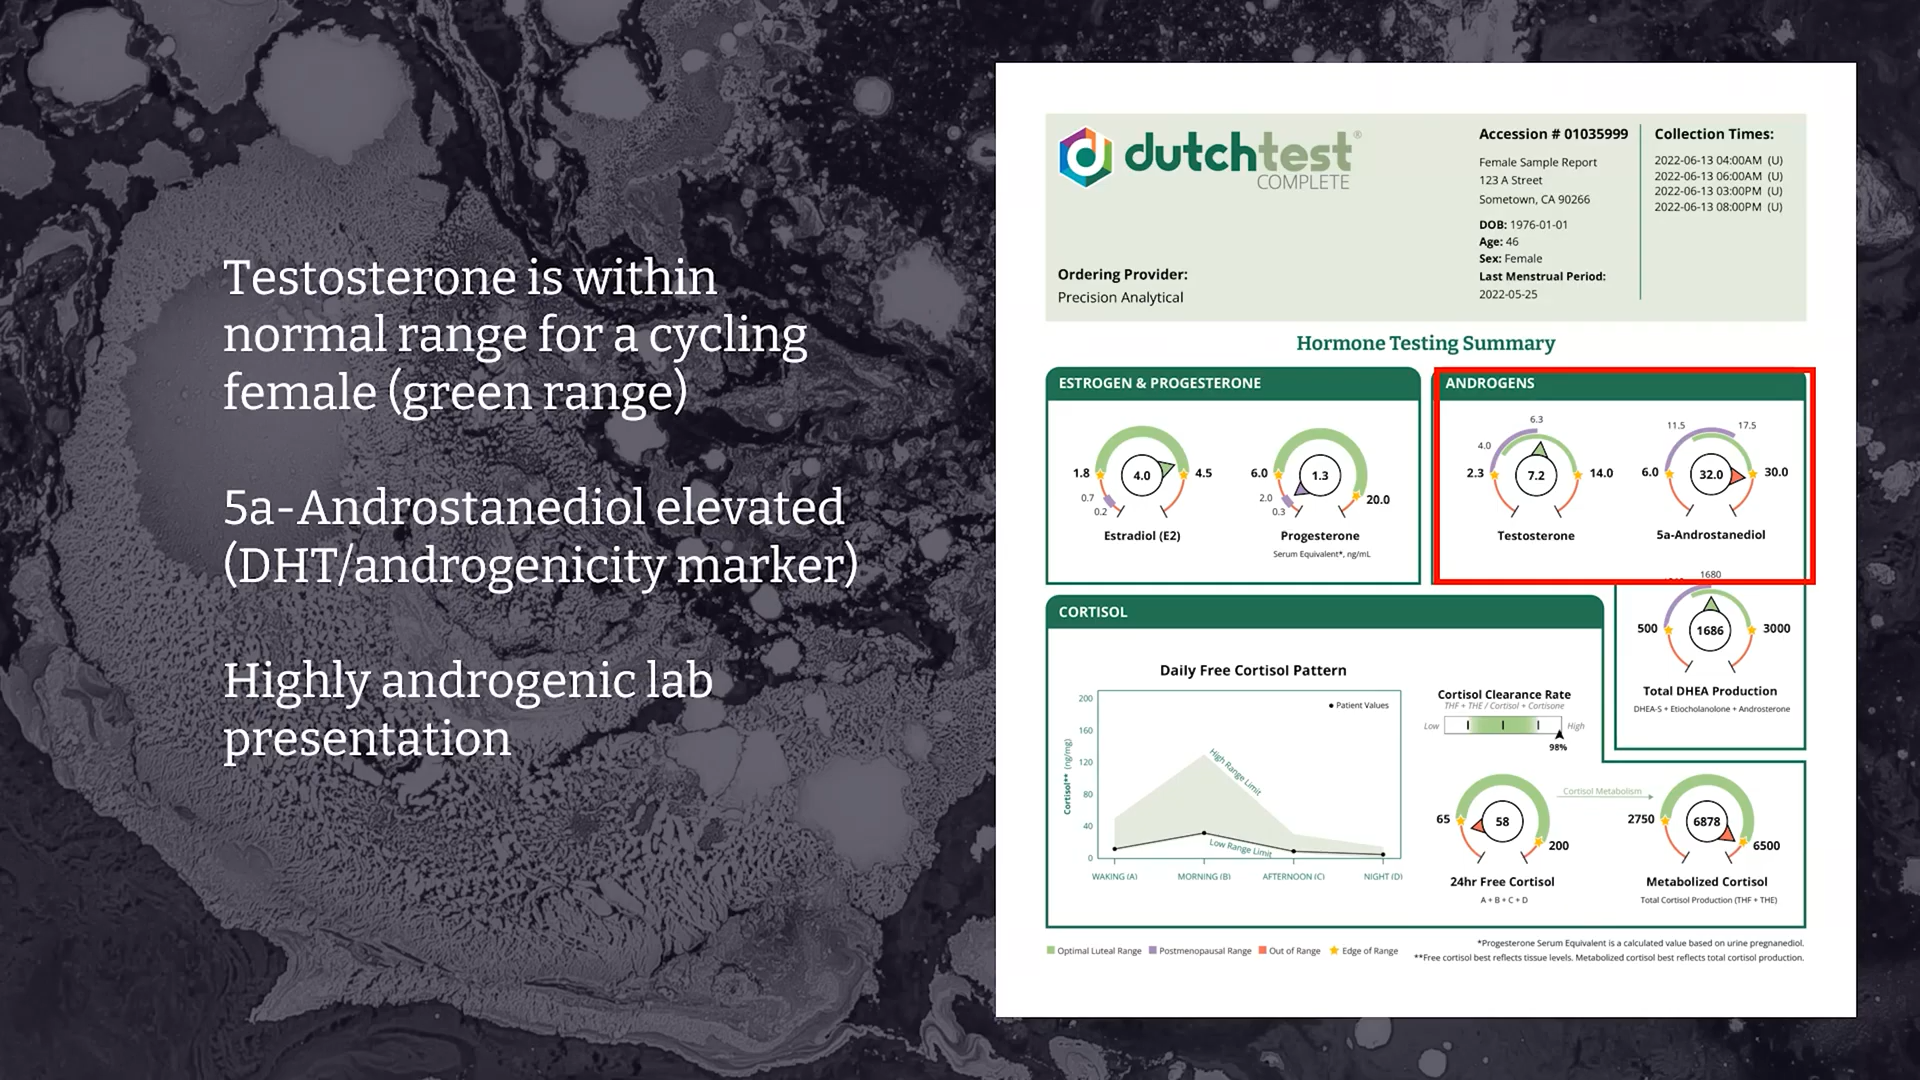 Testosterone is within
normal range for a cycling
female (green range)
5a-Androstanediol elevated
(DHT/androgenicity marker)
Highly androgenic lab
presentation
dutchtest®
COMPLETE
Ordering Provider:
Precision Analytical
Accession # 01035999
Female Sample Report
123 A Street
Sometown, CA 90266
DOB: 1976-01-01
Age: 46
Sex: Female
Last Menstrual Period:
2022-05-25
Collection Times:
2022-06-13 04:00AM (U)
2022-06-13 06:00AM (U)
2022-06-13 03:00PM (U)
2022-06-13 08:00PM (U)
Hormone Testing Summary
ESTROGEN & PROGESTERONE
1.8
4.0
4.5
0.7
0.2
Estradiol (E2)
6.0
1.3
20.0
2.0
0.3
Progesterone
Serum Equivalent*, ng/mL
ANDROGENS
6.3
4.0
2.3
7.2
14.0
Testosterone
11.5
17.5
6.0
32.0
30.0
5a-Androstanediol
1680
500
1686
3000
Total DHEA Production
DHEA-S + Etiocholanolone + Androsterone
CORTISOL
Daily Free Cortisol Pattern
Cortisol** (ng/mg)
200
160
120
80
40
0
Patient Values
High Range Limit
Low Range Limit
WAKING (A)
MORNING (B)
AFTERNOON (C)
NIGHT (D)
Cortisol Clearance Rate
THF + THE / Cortisol + Cortisone
Low
High
98%
65
58
200
24hr Free Cortisol
A + B + C + D
Cortisol Metabolism
2750
6878
6500
Metabolized Cortisol
Total Cortisol Production (THF + THE)
Optimal Luteal Range
Postmenopausal Range
Out of Range
Edge of Range
*Progesterone Serum Equivalent is a calculated value based on urine pregnanediol.
**Free cortisol best reflects tissue levels. Metabolized cortisol best reflects total cortisol production.